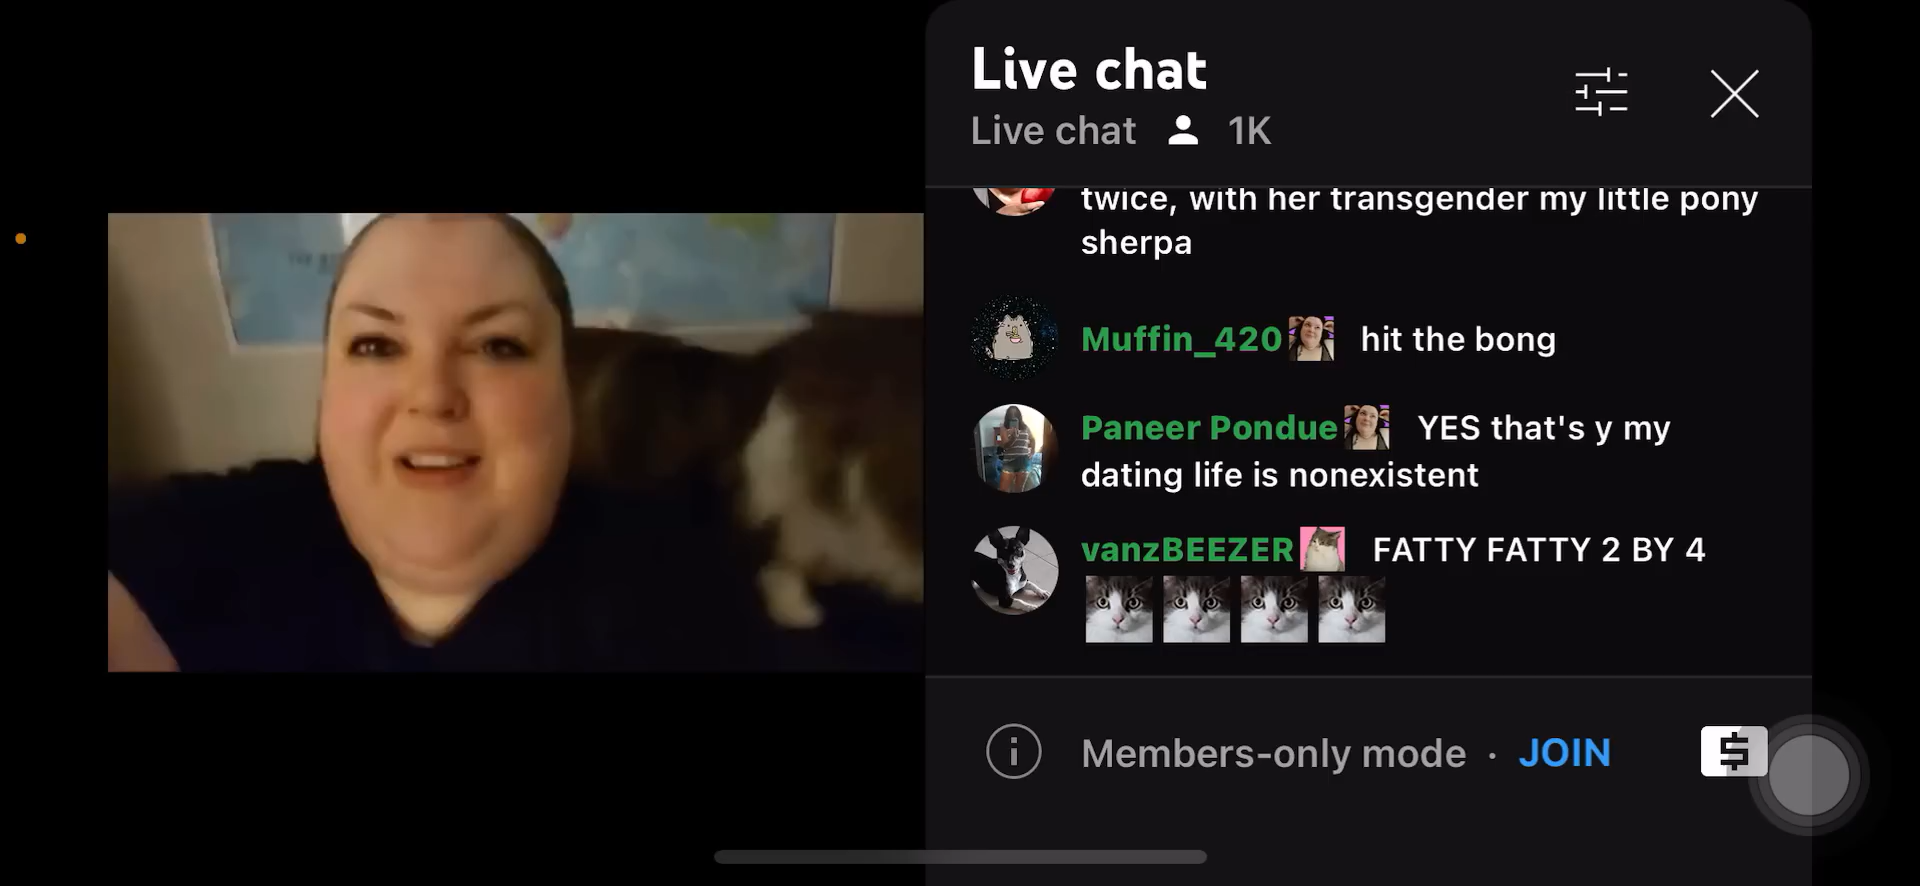 Live chat
Live chat 1K
twice, with her transgender my little pony
sherpa
Muffin_420 hit the bong
Paneer Pondue YES that's y my
dating life is nonexistent
vanzBEEZER FATTY FATTY 2 BY 4
Members-only mode · JOIN
$